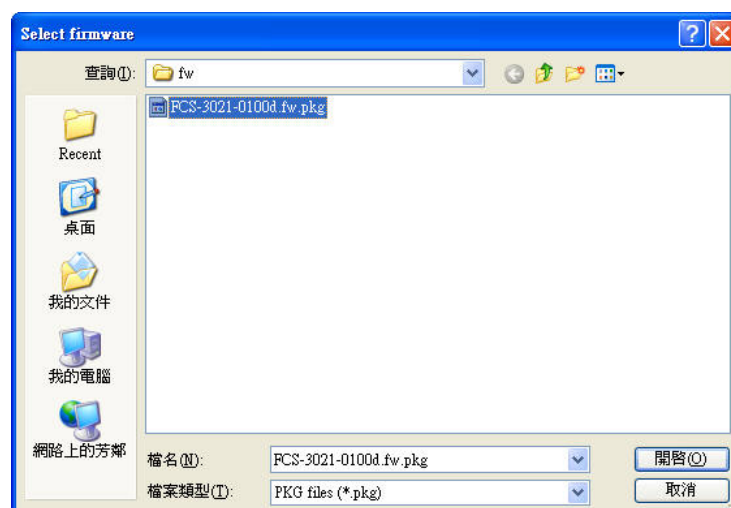 Select firmware
查詢(I):
fw
FCS-3021-0100d.fw.pkg
Recent
桌面
我的文件
我的電腦
網路上的芳鄰
檔名(N):
FCS-3021-0100d.fw.pkg
開啓(O)
檔案類型(T):
PKG files (*.pkg)
取消